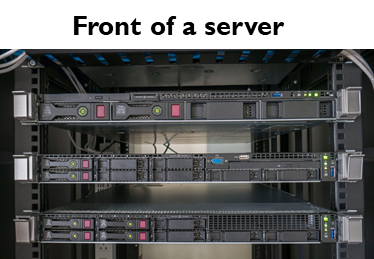 Front of a server